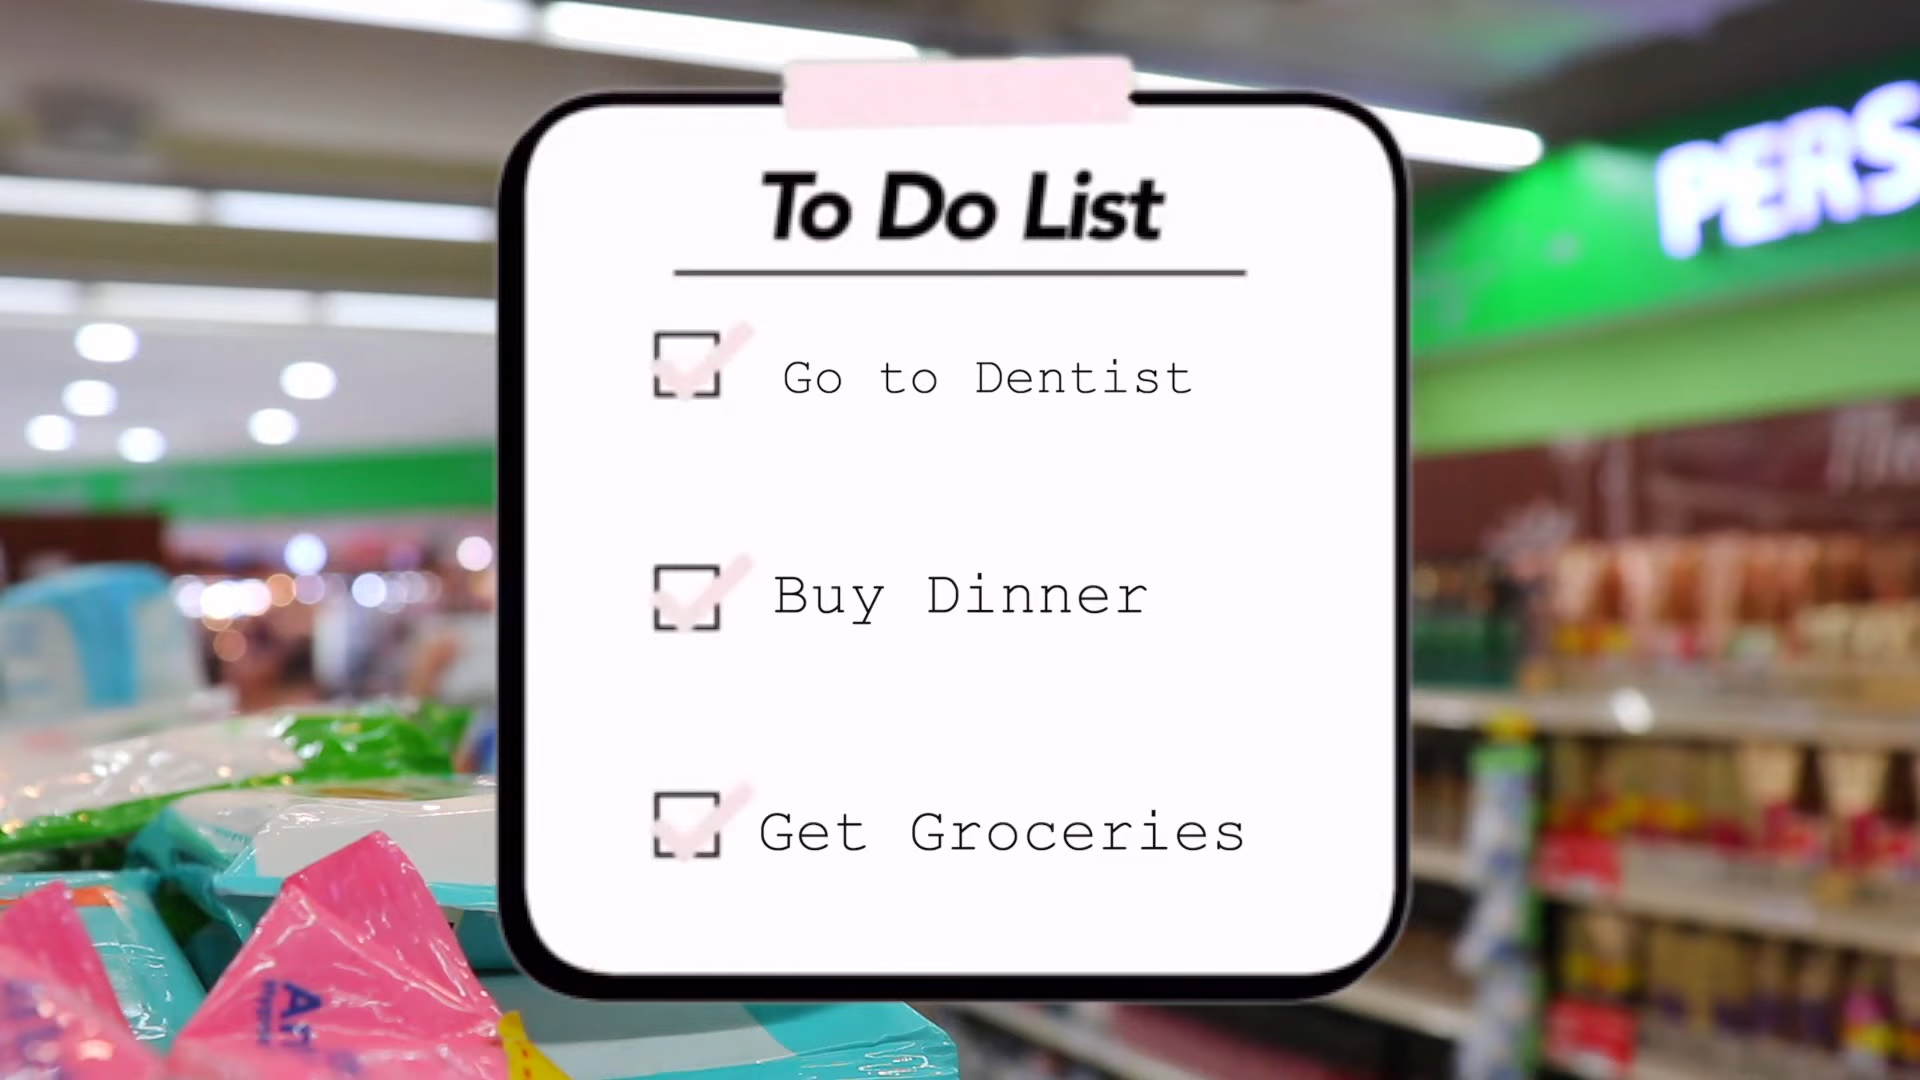 To Do List
Go to Dentist
Buy Dinner
Get Groceries
PERS